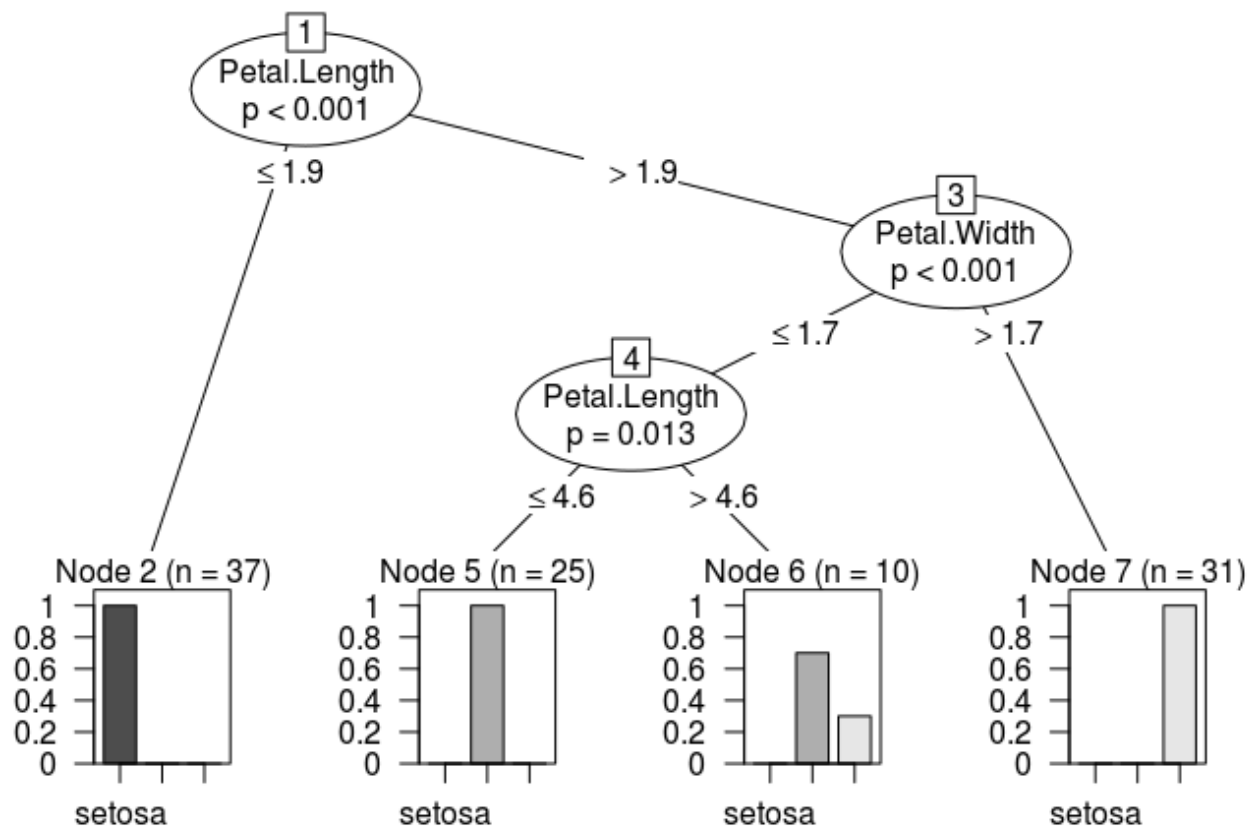 1
Petal.Length
p < 0.001
≤ 1.9
> 1.9
3
Petal.Width
p < 0.001
≤ 1.7
> 1.7
4
Petal.Length
p = 0.013
≤ 4.6
> 4.6
Node 2 (n = 37)
1
0.8
0.6
0.4
0.2
0
setosa
Node 5 (n = 25)
1
0.8
0.6
0.4
0.2
0
setosa
Node 6 (n = 10)
1
0.8
0.6
0.4
0.2
0
setosa
Node 7 (n = 31)
1
0.8
0.6
0.4
0.2
0
setosa